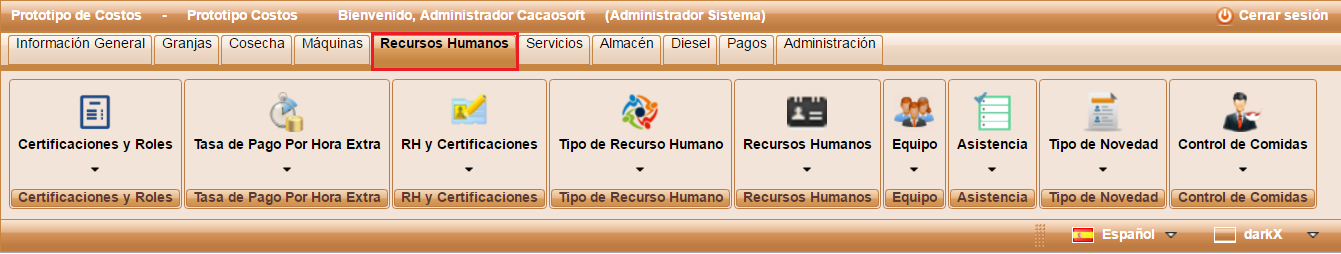 Prototipo de Costos - Prototipo Costos Bienvenido, Administrador Cacaosoft (Administrador Sistema) Cerrar sesión
Información General Granjas Cosecha Máquinas Recursos Humanos Servicios Almacén Diesel Pagos Administración
Certificaciones y Roles Tasa de Pago Por Hora Extra RH y Certificaciones Tipo de Recurso Humano Recursos Humanos Equipo Asistencia Tipo de Novedad Control de Comidas
Certificaciones y Roles Tasa de Pago Por Hora Extra RH y Certificaciones Tipo de Recurso Humano Recursos Humanos Equipo Asistencia Tipo de Novedad Control de Comidas
Español darkX